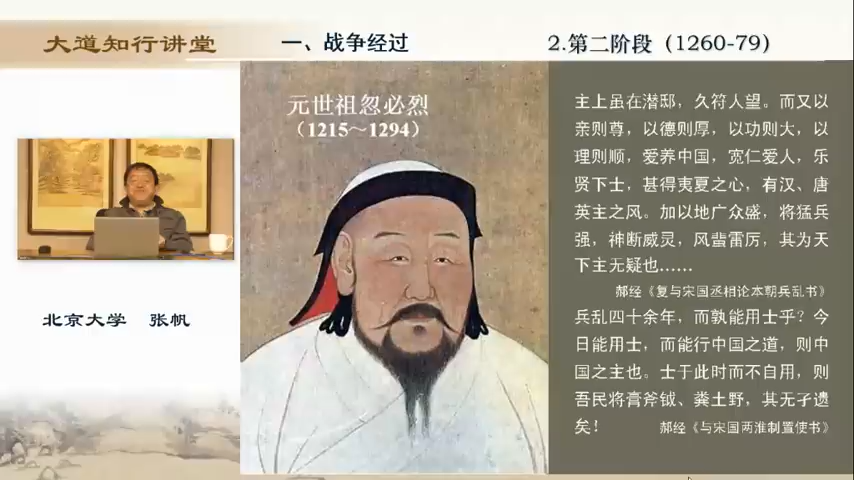 大道知行讲堂
一、战争经过
2.第二阶段（1260-79）
元世祖忽必烈
（1215～1294）
北京大学 张帆
主上虽在潜邸，久符人望。而又以
亲则尊，以德则厚，以功则大，以
理则顺，爱养中国，宽仁爱人，乐
贤下士，甚得夷夏之心，有汉、唐
英主之风。加以地广众盛，将猛兵
强，神断威灵，风蜚雷厉，其为天
下主无疑也……
郝经《复与宋国丞相论本朝兵乱书》
兵乱四十余年，而孰能用士乎？今
日能用士，而能行中国之道，则中
国之主也。士于此时而不自用，则
吾民将膏斧钺、粪土野，其无孑遗
矣！
郝经《与宋国两淮制置使书》